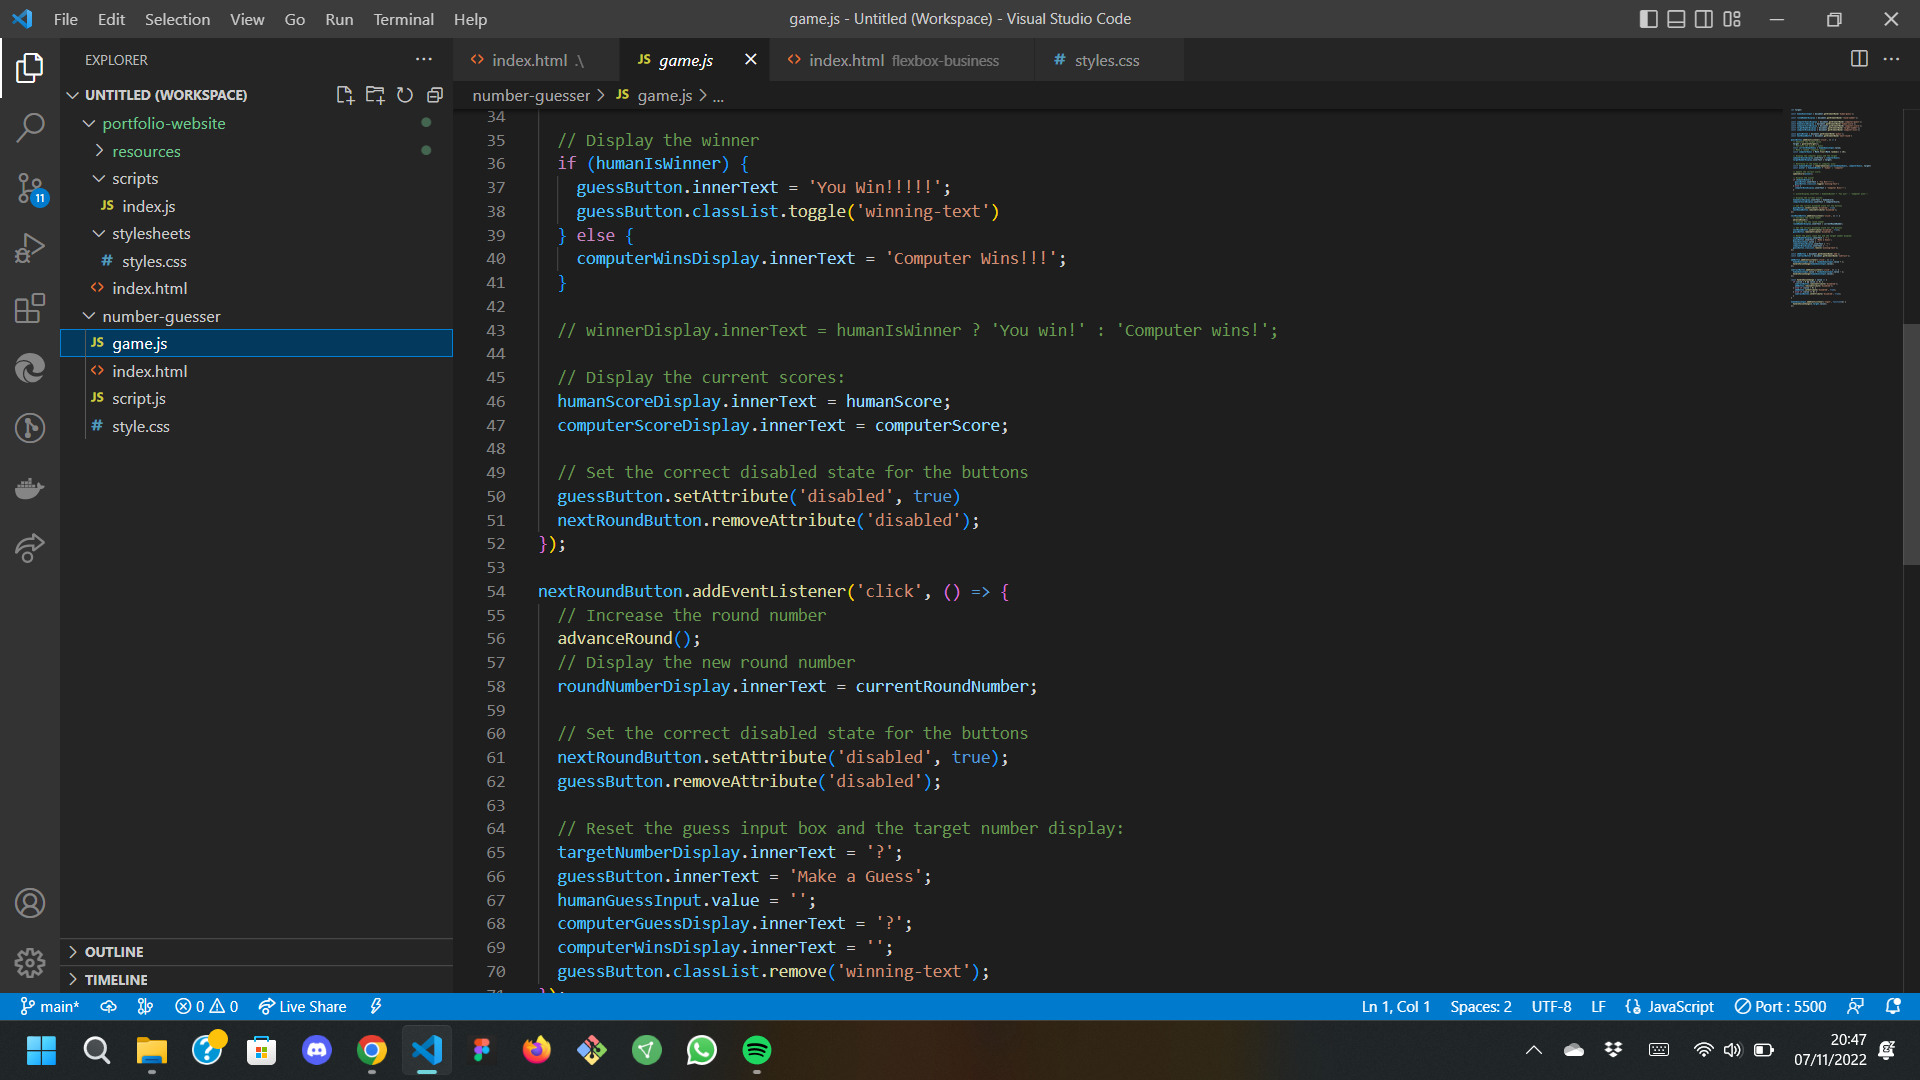 File Edit Selection View Go Run Terminal Help
game.js - Untitled (Workspace) - Visual Studio Code
EXPLORER
index.html .\
JS game.js
index.html flexbox-business
# styles.css
UNTITLED (WORKSPACE)
number-guesser > JS game.js > ...
portfolio-website
resources
scripts
JS index.js
stylesheets
# styles.css
index.html
number-guesser
JS game.js
index.html
JS script.js
# style.css
11
34
35 // Display the winner
36 if (humanIsWinner) {
37 guessButton.innerText = 'You Win!!!!!';
38 guessButton.classList.toggle('winning-text')
39 } else {
40 computerWinsDisplay.innerText = 'Computer Wins!!!';
41 }
42
43 // winnerDisplay.innerText = humanIsWinner ? 'You win!' : 'Computer wins!';
44
45 // Display the current scores:
46 humanScoreDisplay.innerText = humanScore;
47 computerScoreDisplay.innerText = computerScore;
48
49 // Set the correct disabled state for the buttons
50 guessButton.setAttribute('disabled', true)
51 nextRoundButton.removeAttribute('disabled');
52 });
53
54 nextRoundButton.addEventListener('click', () => {
55 // Increase the round number
56 advanceRound();
57 // Display the new round number
58 roundNumberDisplay.innerText = currentRoundNumber;
59
60 // Set the correct disabled state for the buttons
61 nextRoundButton.setAttribute('disabled', true);
62 guessButton.removeAttribute('disabled');
63
64 // Reset the guess input box and the target number display:
65 targetNumberDisplay.innerText = '?';
66 guessButton.innerText = 'Make a Guess';
67 humanGuessInput.value = '';
68 computerGuessDisplay.innerText = '?';
69 computerWinsDisplay.innerText = '';
70 guessButton.classList.remove('winning-text');
71 });
OUTLINE
TIMELINE
main* 0 0 Live Share
Ln 1, Col 1 Spaces: 2 UTF-8 LF JavaScript Port : 5500
20:47
07/11/2022